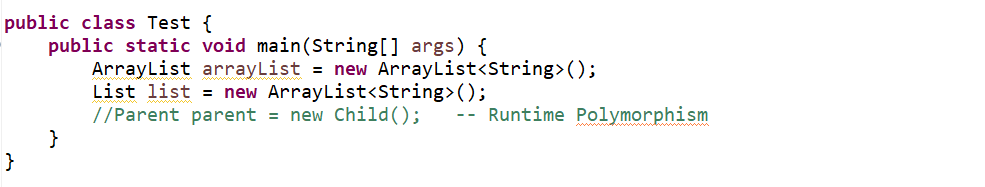 public class Test {
    public static void main(String[] args) {
        ArrayList arrayList = new ArrayList<String>();
        List list = new ArrayList<String>();
        //Parent parent = new Child();   -- Runtime Polymorphism
    }
}